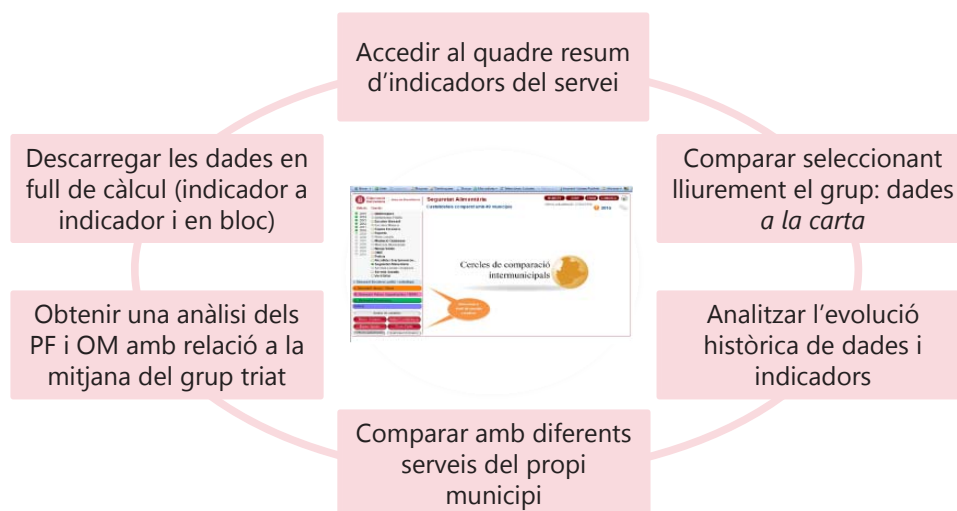 Accedir al quadre resum
d’indicadors del servei
Descarregar les dades en
full de càlcul (indicador a
indicador i en bloc)
Comparar seleccionant
lliurement el grup: dades
a la carta
Seguretat Alimentària
Cercles de comparació
intermunicipals
Obtenir una anàlisi dels
PF i OM amb relació a la
mitjana del grup triat
Analitzar l’evolució
històrica de dades i
indicadors
Comparar amb diferents
serveis del propi
municipi